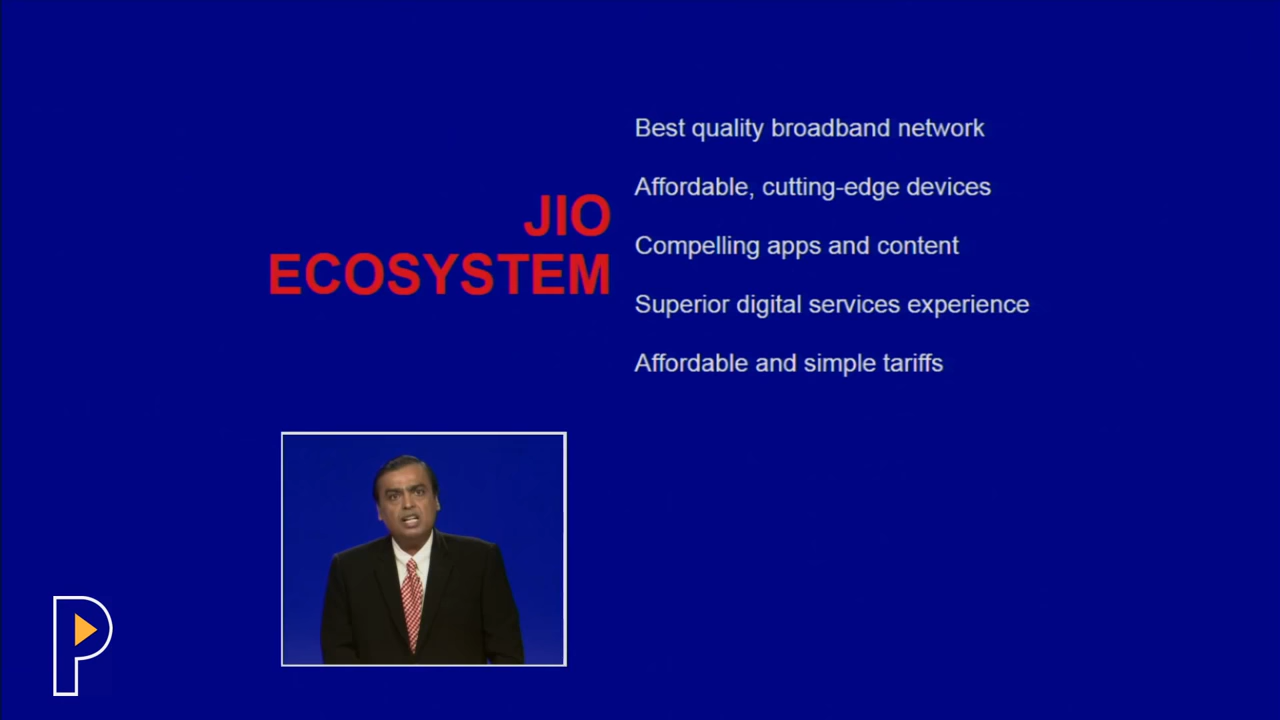 JIO
ECOSYSTEM
Best quality broadband network
Affordable, cutting-edge devices
Compelling apps and content
Superior digital services experience
Affordable and simple tariffs
P